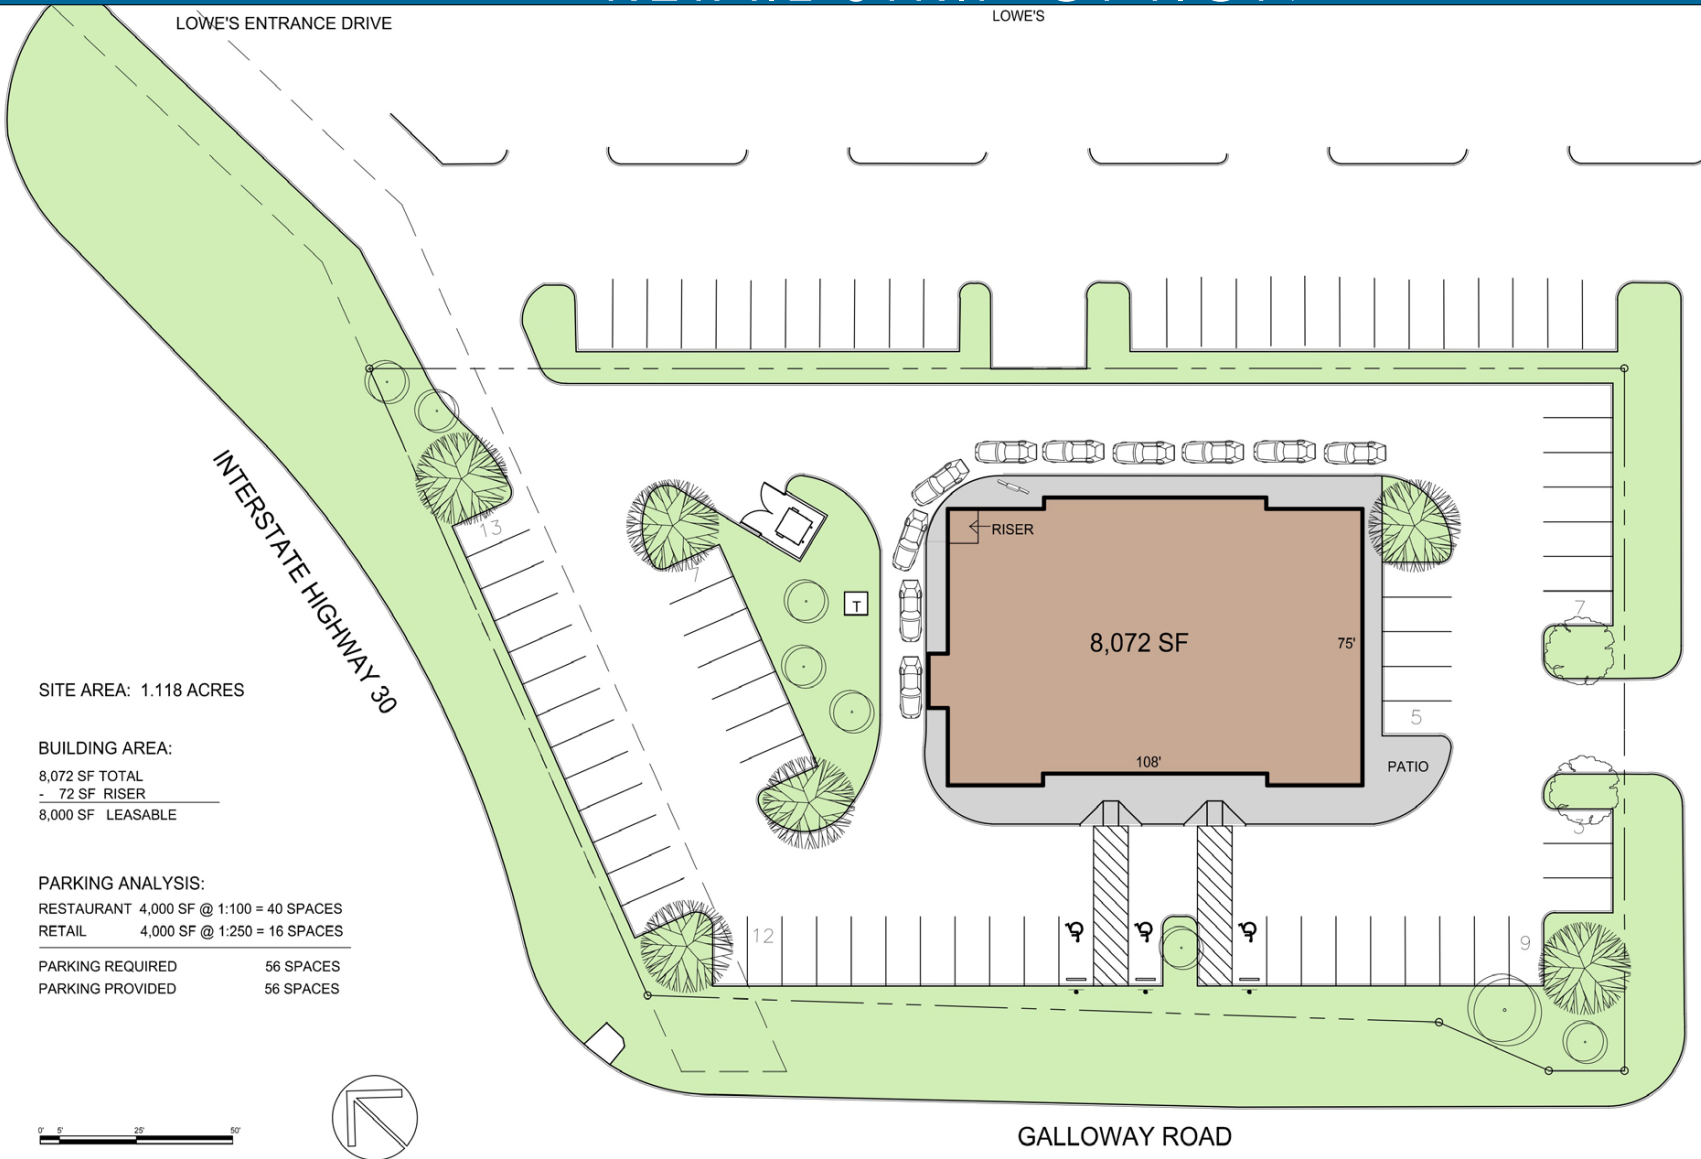 LOWE'S ENTRANCE DRIVE
LOWE'S
INTERSTATE HIGHWAY 30
13
7
RISER
T
8,072 SF
75'
108'
7
5
PATIO
3
12
9
SITE AREA: 1.118 ACRES
BUILDING AREA:
8,072 SF TOTAL
- 72 SF RISER
8,000 SF LEASABLE
PARKING ANALYSIS:
RESTAURANT 4,000 SF @ 1:100 = 40 SPACES
RETAIL 4,000 SF @ 1:250 = 16 SPACES
PARKING REQUIRED 56 SPACES
PARKING PROVIDED 56 SPACES
0' 5' 25' 50'
GALLOWAY ROAD